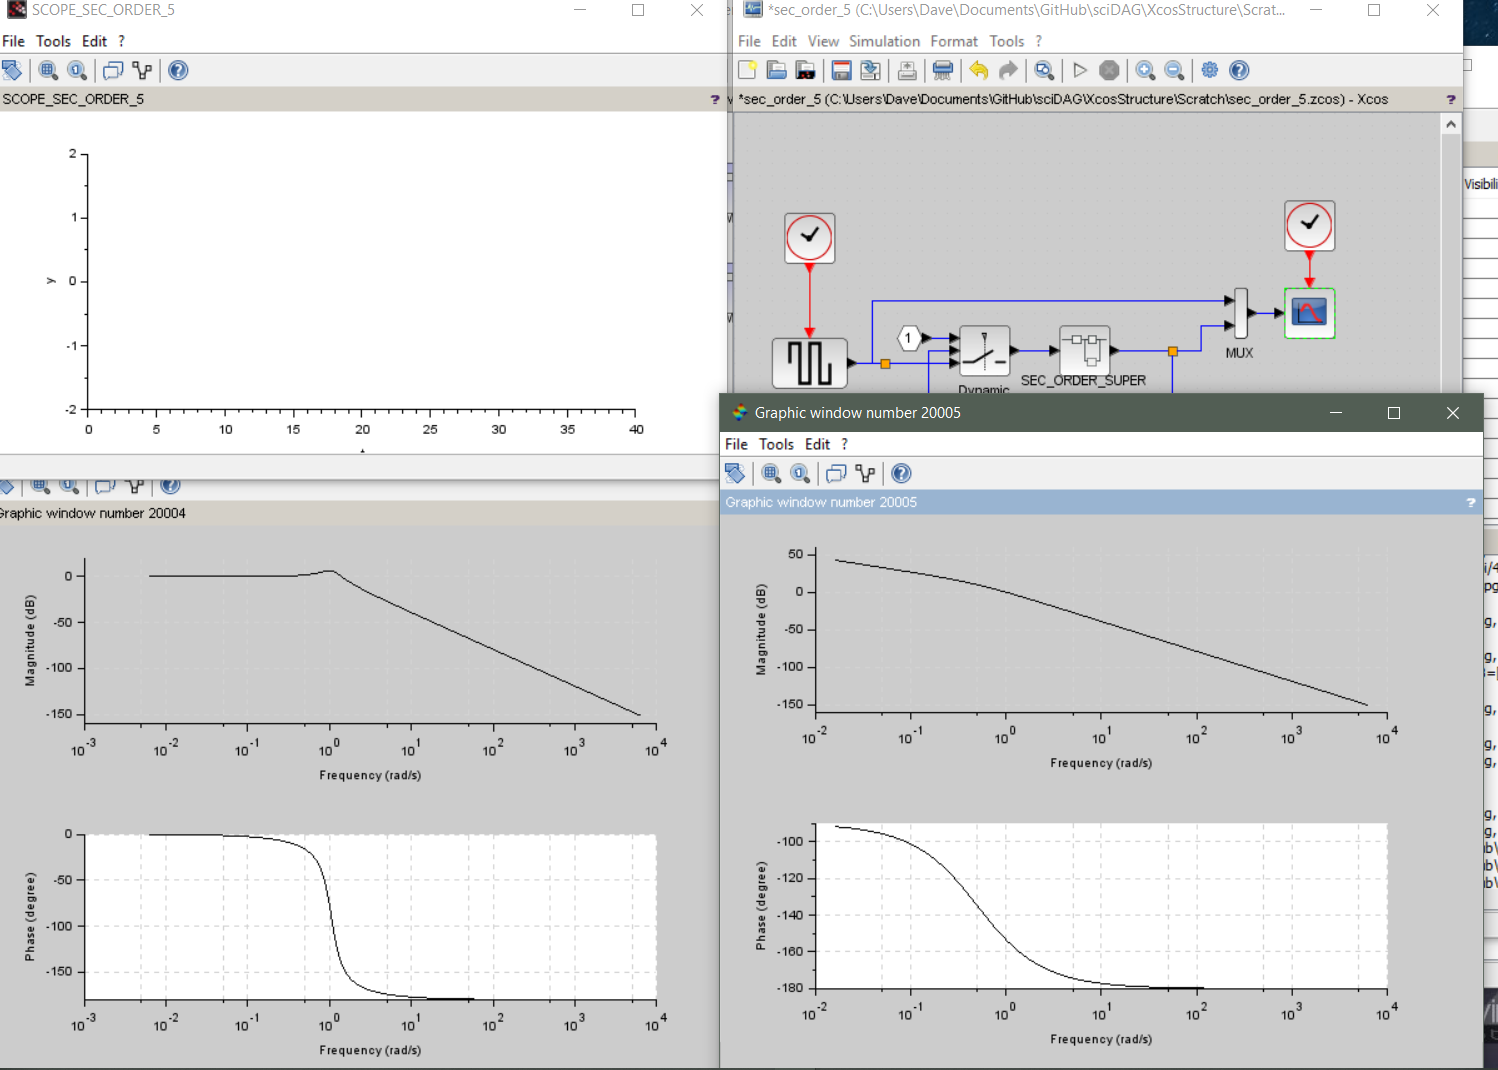 SCOPE_SEC_ORDER_5
File Tools Edit ?
SCOPE_SEC_ORDER_5 ?
2
1
0
-1
-2
y
0 5 10 15 20 25 30 35 40
*sec_order_5 (C:\Users\Dave\Documents\GitHub\sciDAG\XcosStructure\Scrat...
File Edit View Simulation Format Tools ?
*sec_order_5 (C:\Users\Dave\Documents\GitHub\sciDAG\XcosStructure\Scratch\sec_order_5.zcos) - Xcos ?
1
MUX
SEC_ORDER_SUPER
Dynamic
Graphic window number 20004
0
-50
-100
-150
Magnitude (dB)
10^-3 10^-2 10^-1 10^0 10^1 10^2 10^3 10^4
Frequency (rad/s)
0
-50
-100
-150
Phase (degree)
10^-3 10^-2 10^-1 10^0 10^1 10^2 10^3 10^4
Frequency (rad/s)
Graphic window number 20005
File Tools Edit ?
Graphic window number 20005 ?
50
0
-50
-100
-150
Magnitude (dB)
10^-2 10^-1 10^0 10^1 10^2 10^3 10^4
Frequency (rad/s)
-100
-120
-140
-160
-180
Phase (degree)
10^-2 10^-1 10^0 10^1 10^2 10^3 10^4
Frequency (rad/s)